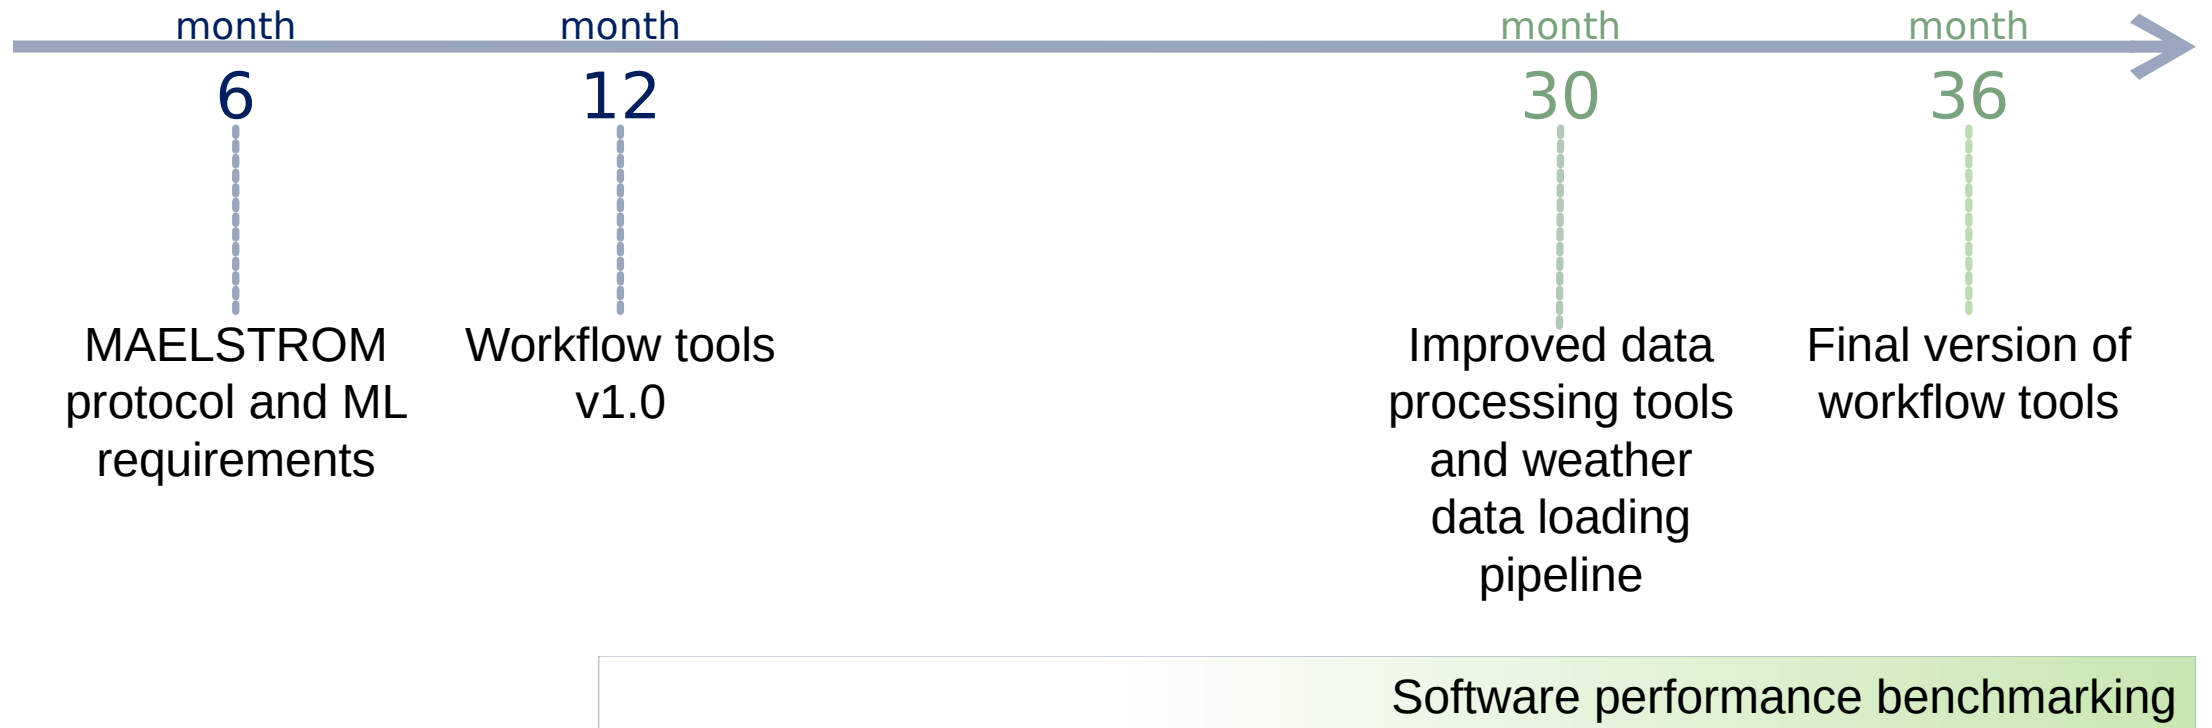 month
6
MAELSTROM
protocol and ML
requirements
month
12
Workflow tools
v1.0
month
30
Improved data
processing tools
and weather
data loading
pipeline
month
36
Final version of
workflow tools
Software performance benchmarking